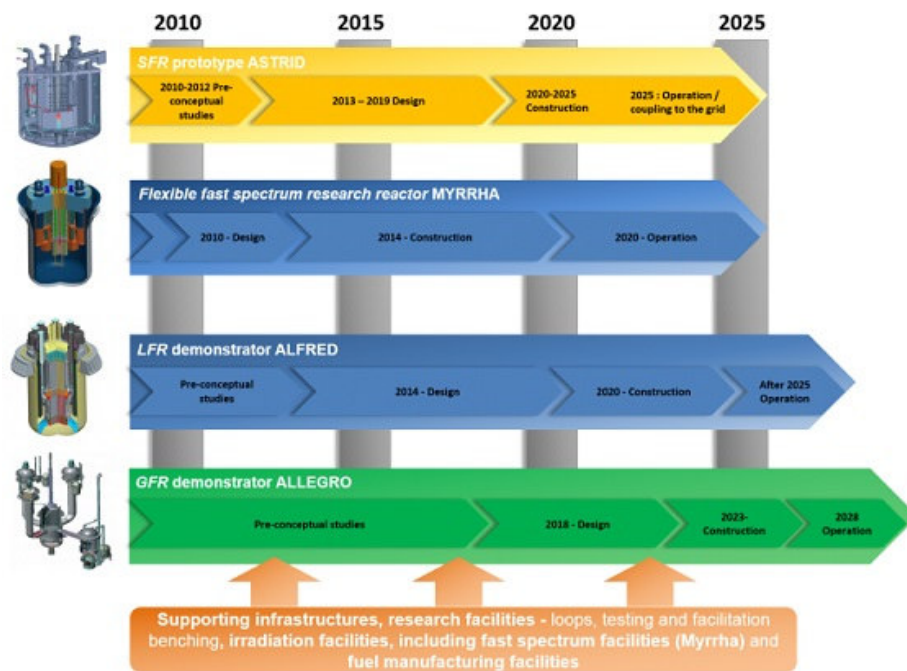 2010 2015 2020 2025
SFR prototype ASTRID
2010-2012 Pre-
conceptual
studies
2013 – 2019 Design
2020-2025
Construction
2025 : Operation /
coupling to the grid
Flexible fast spectrum research reactor MYRRHA
2010 - Design
2014 - Construction
2020 - Operation
LFR demonstrator ALFRED
Pre-conceptual
studies
2014 - Design
2020 - Construction
After 2025
Operation
GFR demonstrator ALLEGRO
Pre-conceptual studies
2018 - Design
2023-
Construction
2028
Operation
Supporting infrastructures, research facilities - loops, testing and facilitation
benching, irradiation facilities, including fast spectrum facilities (Myrrha) and
fuel manufacturing facilities